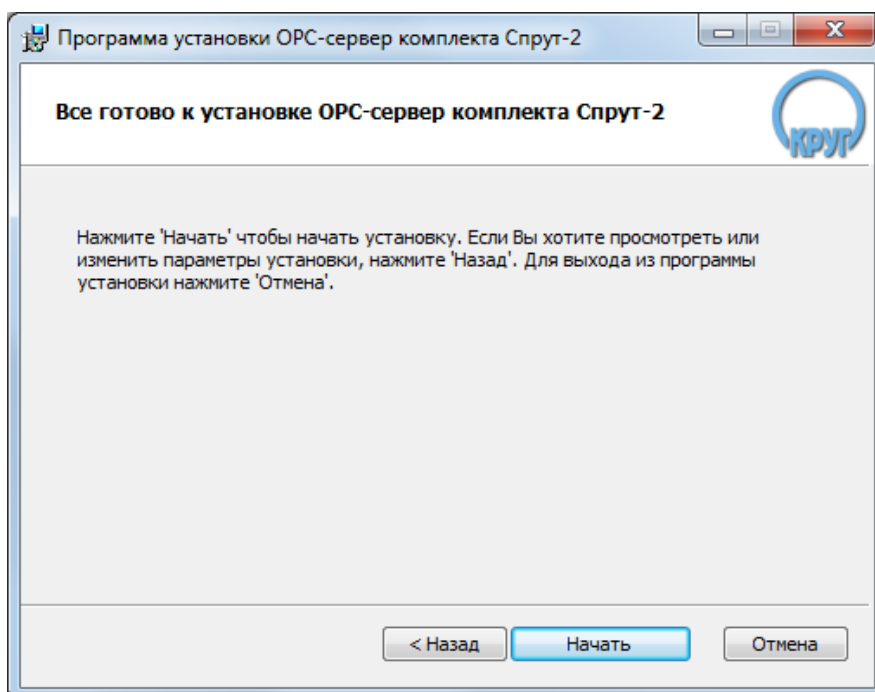 Программа установки OPC-сервер комплекта Спрут-2
Все готово к установке OPC-сервер комплекта Спрут-2
КРУГ
Нажмите 'Начать' чтобы начать установку. Если Вы хотите просмотреть или
изменить параметры установки, нажмите 'Назад'. Для выхода из программы
установки нажмите 'Отмена'.
< Назад
Начать
Отмена